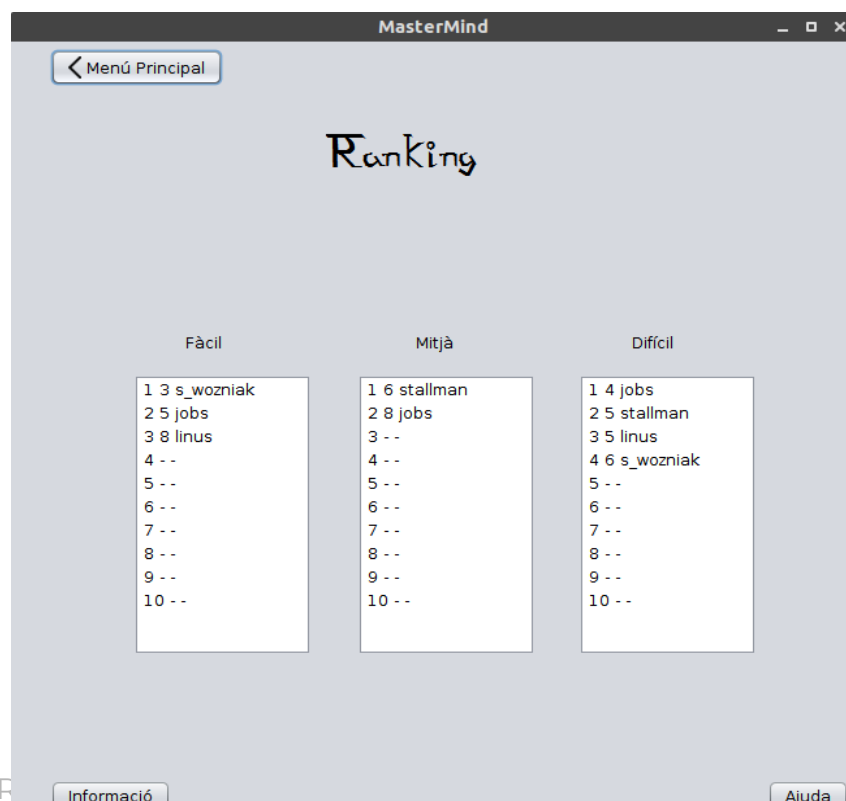 MasterMind
Menú Principal
Ranking
Fàcil
Mitjà
Difícil
1 3 s_wozniak
2 5 jobs
3 8 linus
4 - -
5 - -
6 - -
7 - -
8 - -
9 - -
10 - -
1 6 stallman
2 8 jobs
3 - -
4 - -
5 - -
6 - -
7 - -
8 - -
9 - -
10 - -
1 4 jobs
2 5 stallman
3 5 linus
4 6 s_wozniak
5 - -
6 - -
7 - -
8 - -
9 - -
10 - -
Informació
Ajuda